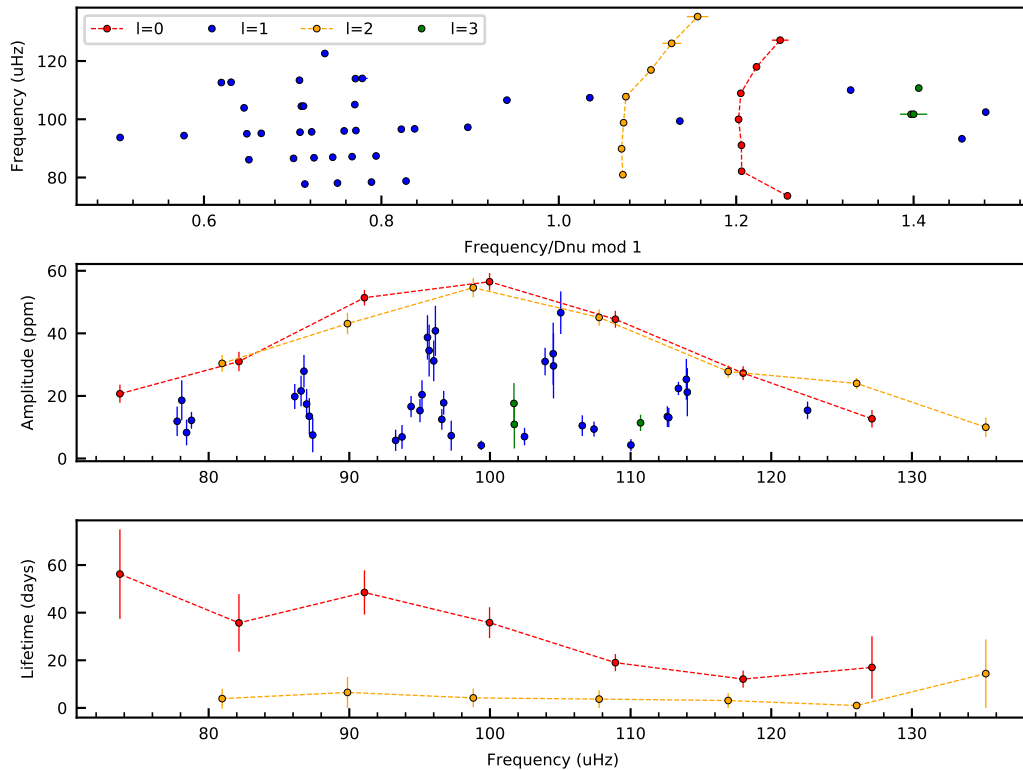 l=0 l=1 l=2 l=3
Frequency (uHz)
120
100
80
0.6 0.8 1.0 1.2 1.4
Frequency/Dnu mod 1
Amplitude (ppm)
60
40
20
0
80 90 100 110 120 130
Lifetime (days)
60
40
20
0
80 90 100 110 120 130
Frequency (uHz)